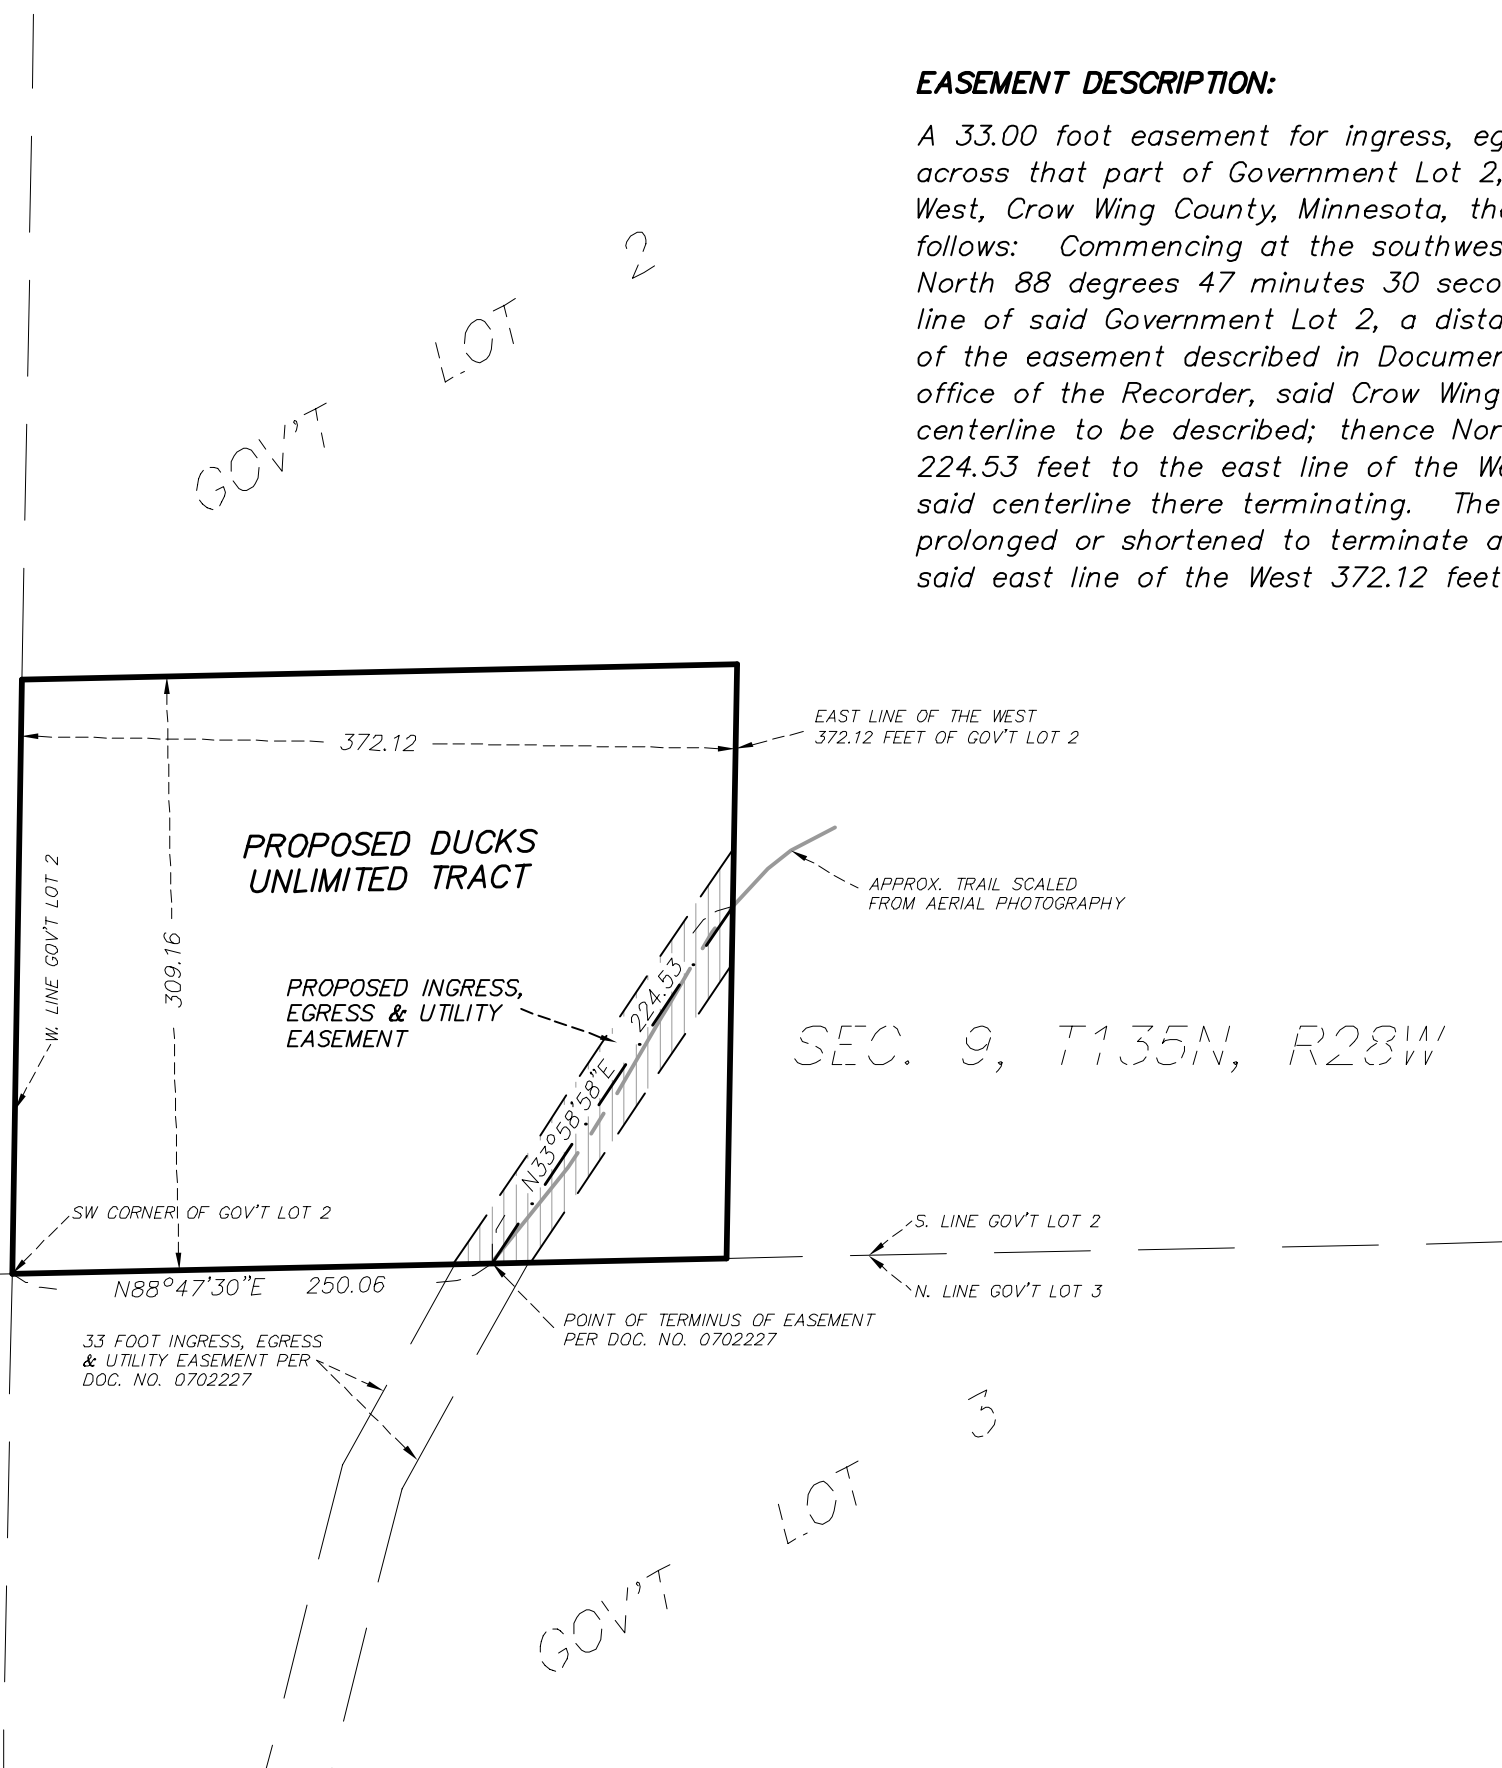 EASEMENT DESCRIPTION:
A 33.00 foot easement for ingress, eg
across that part of Government Lot 2,
West, Crow Wing County, Minnesota, the
follows: Commencing at the southwes
North 88 degrees 47 minutes 30 seco
line of said Government Lot 2, a dista
of the easement described in Documen
office of the Recorder, said Crow Wing
centerline to be described; thence Nor
224.53 feet to the east line of the We
said centerline there terminating. The
prolonged or shortened to terminate a
said east line of the West 372.12 feet
GOV'T LOT 2
EAST LINE OF THE WEST
372.12 FEET OF GOV'T LOT 2
372.12
PROPOSED DUCKS
UNLIMITED TRACT
W. LINE GOV'T LOT 2
309.16
APPROX. TRAIL SCALED
FROM AERIAL PHOTOGRAPHY
PROPOSED INGRESS,
EGRESS & UTILITY
EASEMENT
N33°58'58"E 224.53
SEC. 9, T135N, R28W
SW CORNER OF GOV'T LOT 2
S. LINE GOV'T LOT 2
N88°47'30"E 250.06
N. LINE GOV'T LOT 3
POINT OF TERMINUS OF EASEMENT
PER DOC. NO. 0702227
33 FOOT INGRESS, EGRESS
& UTILITY EASEMENT PER
DOC. NO. 0702227
GOV'T LOT 3